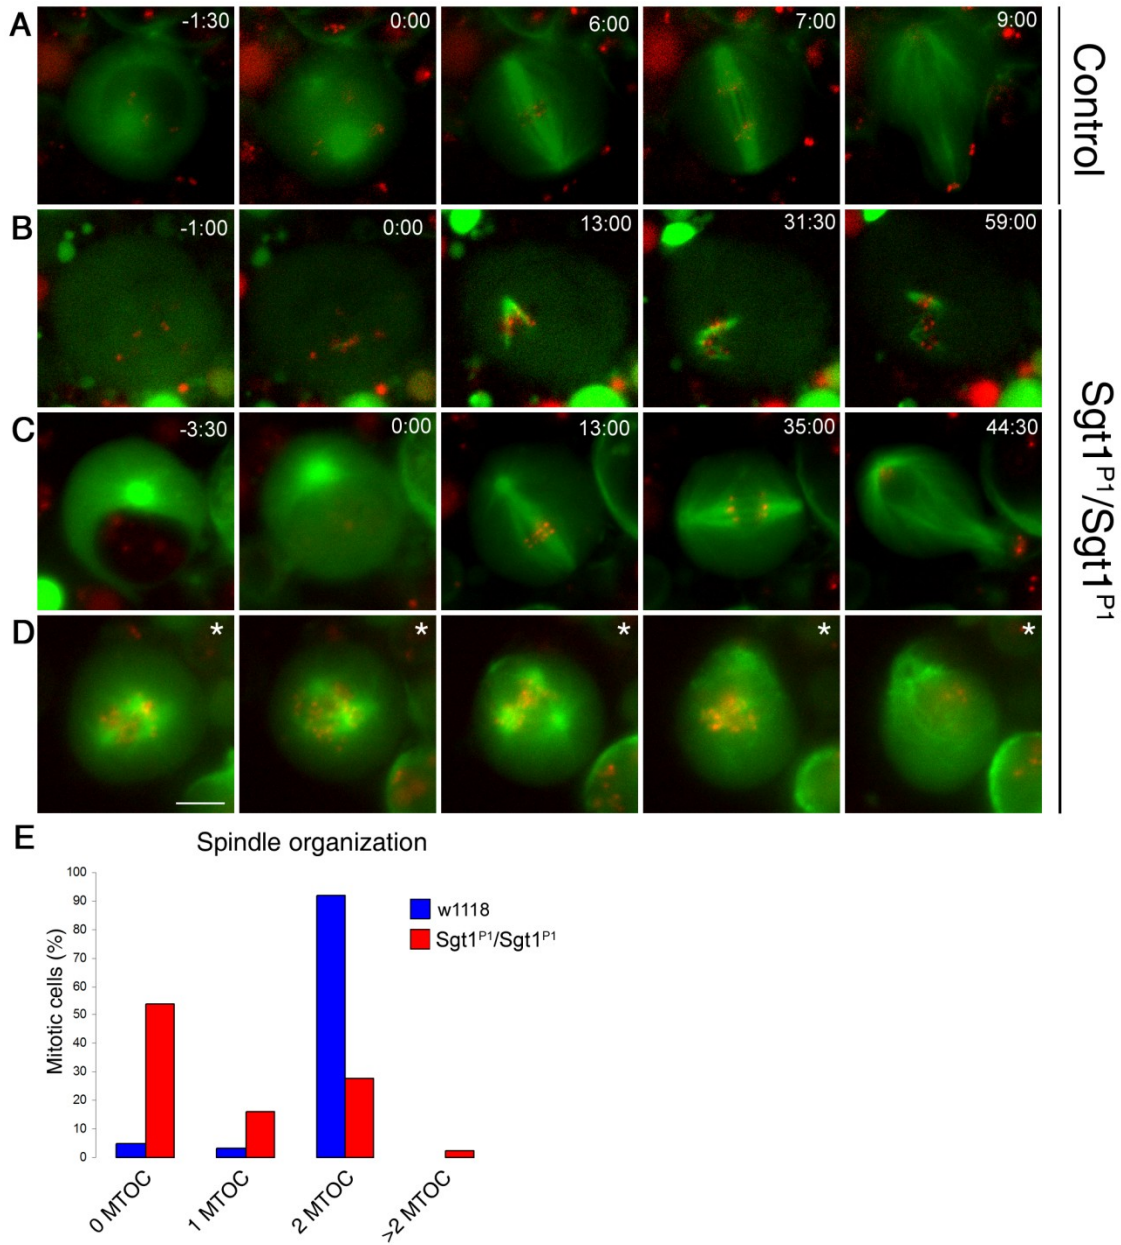 A
-1:30
0:00
6:00
7:00
9:00
Control
B
-1:00
0:00
13:00
31:30
59:00
C
-3:30
0:00
13:00
35:00
44:30
D
*
*
*
*
*
Sgt1P1/Sgt1P1
E
Spindle organization
Mitotic cells (%)
100
90
80
70
60
50
40
30
20
10
0
w1118
Sgt1P1/Sgt1P1
0 MTOC
1 MTOC
2 MTOC
>2 MTOC